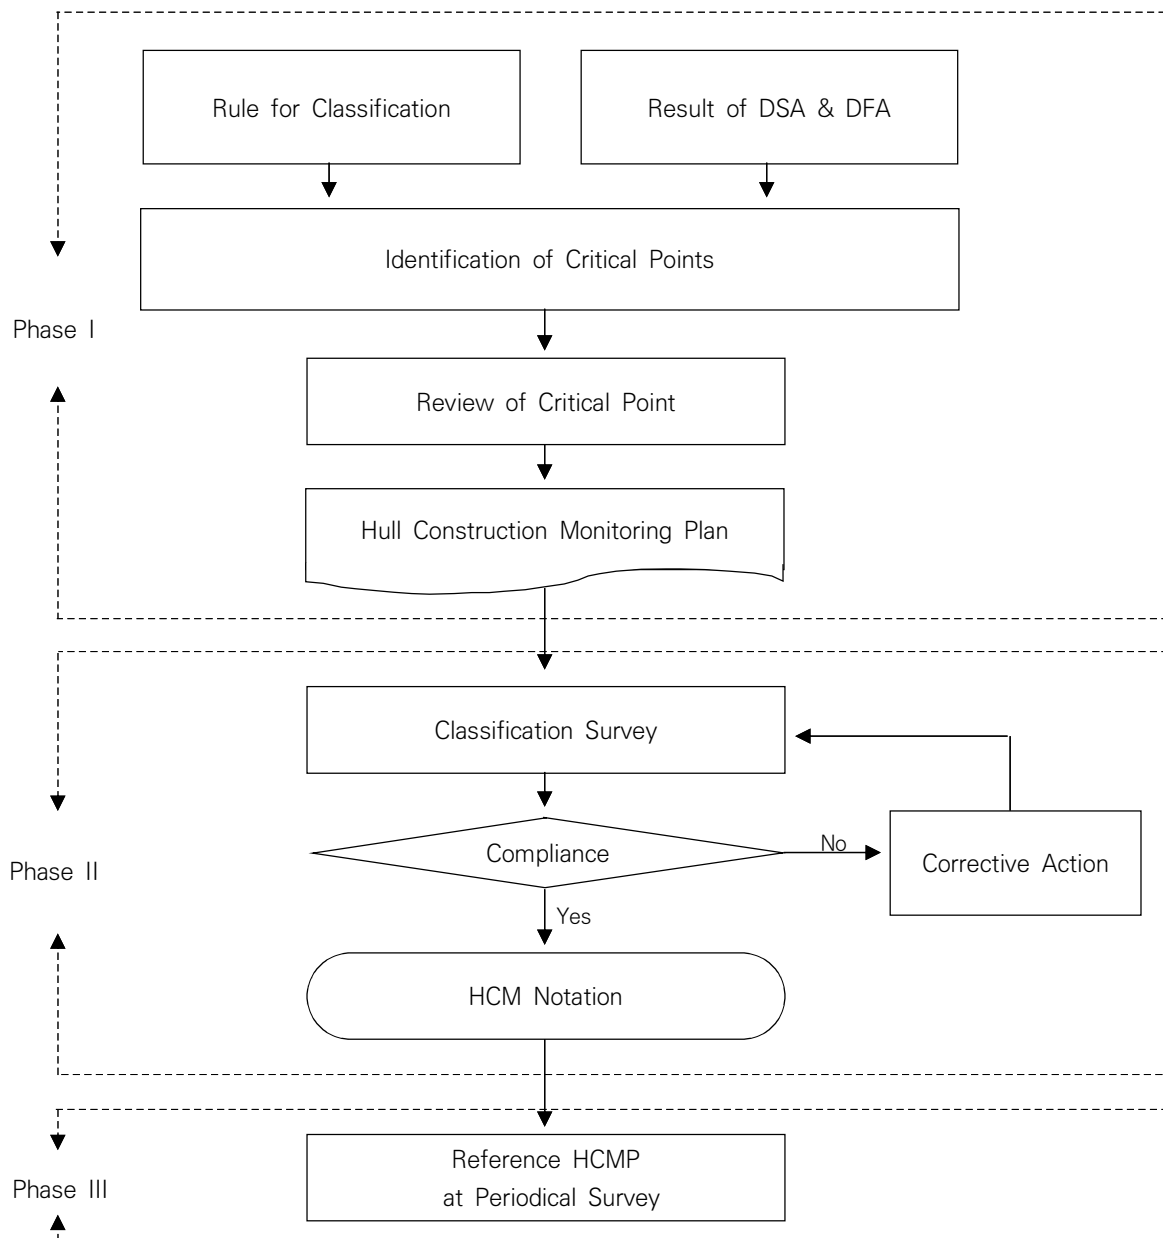 Rule for Classification
Result of DSA & DFA
Identification of Critical Points
Phase I
Review of Critical Point
Hull Construction Monitoring Plan
Classification Survey
Compliance
No
Corrective Action
Phase II
Yes
HCM Notation
Reference HCMP
at Periodical Survey
Phase III